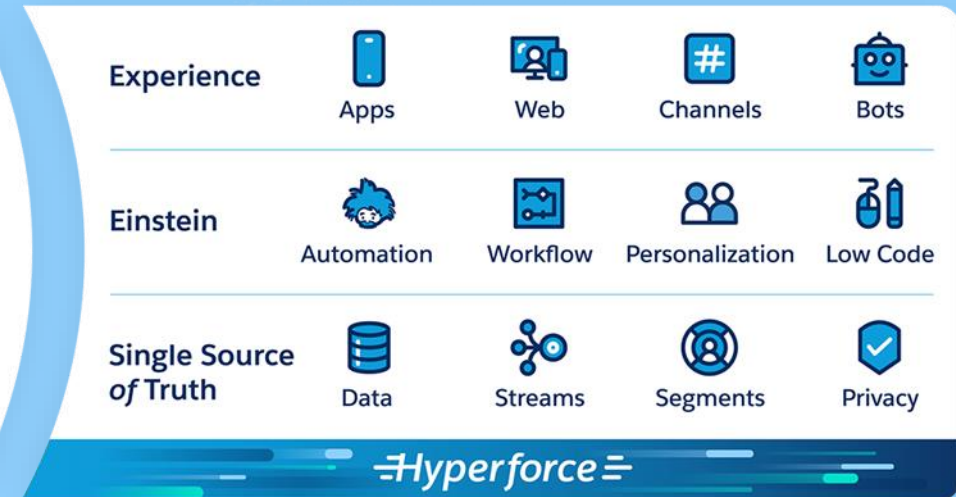 Experience
Apps
Web
#
Channels
Bots
Einstein
Automation
Workflow
Personalization
Low Code
Single Source
of Truth
Data
Streams
Segments
Privacy
Hyperforce